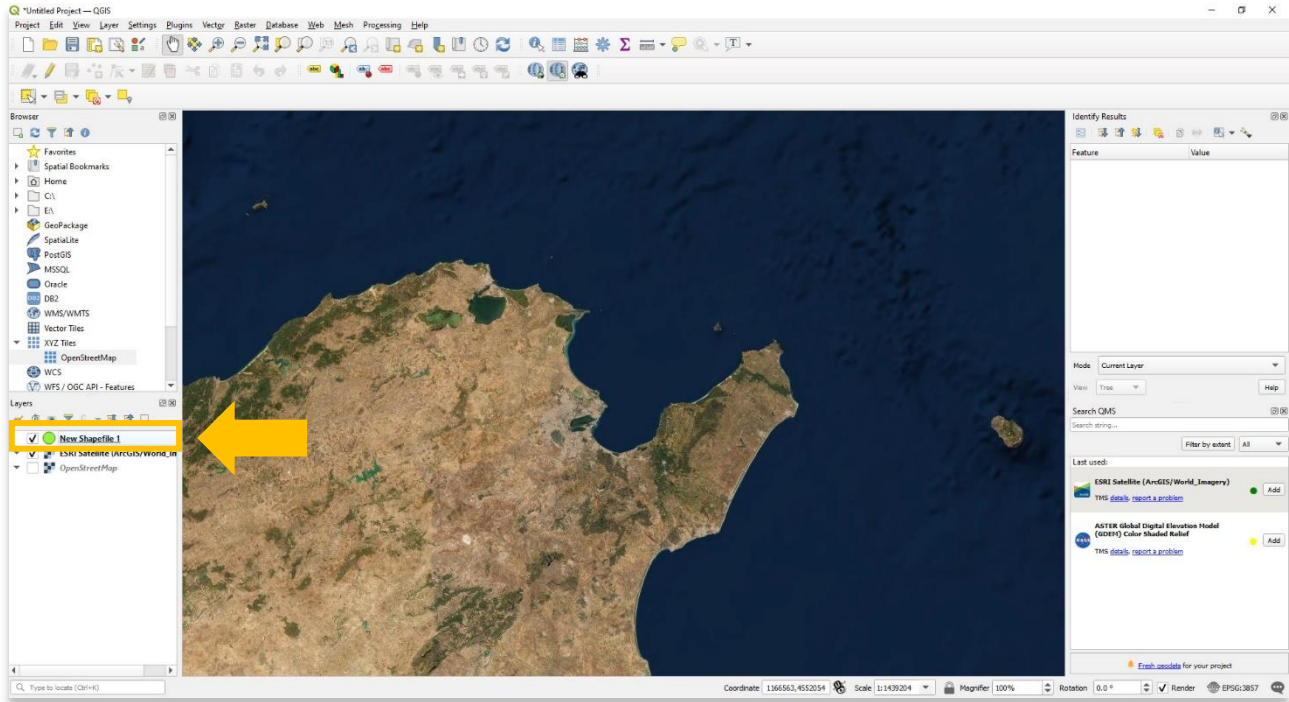 *Untitled Project — QGIS
Project Edit View Layer Settings Plugins Vector Raster Database Web Mesh Processing Help
Browser
Favorites
Spatial Bookmarks
Home
C:\
E:\
GeoPackage
SpatiaLite
PostGIS
MSSQL
Oracle
DB2
WMS/WMTS
Vector Tiles
XYZ Tiles
OpenStreetMap
WCS
WFS / OGC API - Features
Layers
New Shapefile 1
ESRI Satellite (ArcGIS/World_In
OpenStreetMap
Type to locate (Ctrl+K)
Identify Results
Feature Value
Mode Current Layer
View Tree Help
Search QMS
Search string...
Filter by extent All
Last used:
ESRI Satellite (ArcGIS/World_Imagery)
TMS details, report a problem
Add
ASTER Global Digital Elevation Model
(GDEM) Color Shaded Relief
TMS details, report a problem
Add
Fresh geodata for your project
Coordinate 1166563,4552054 Scale 1:1439204 Magnifier 100% Rotation 0.0 ° Render EPSG:3857